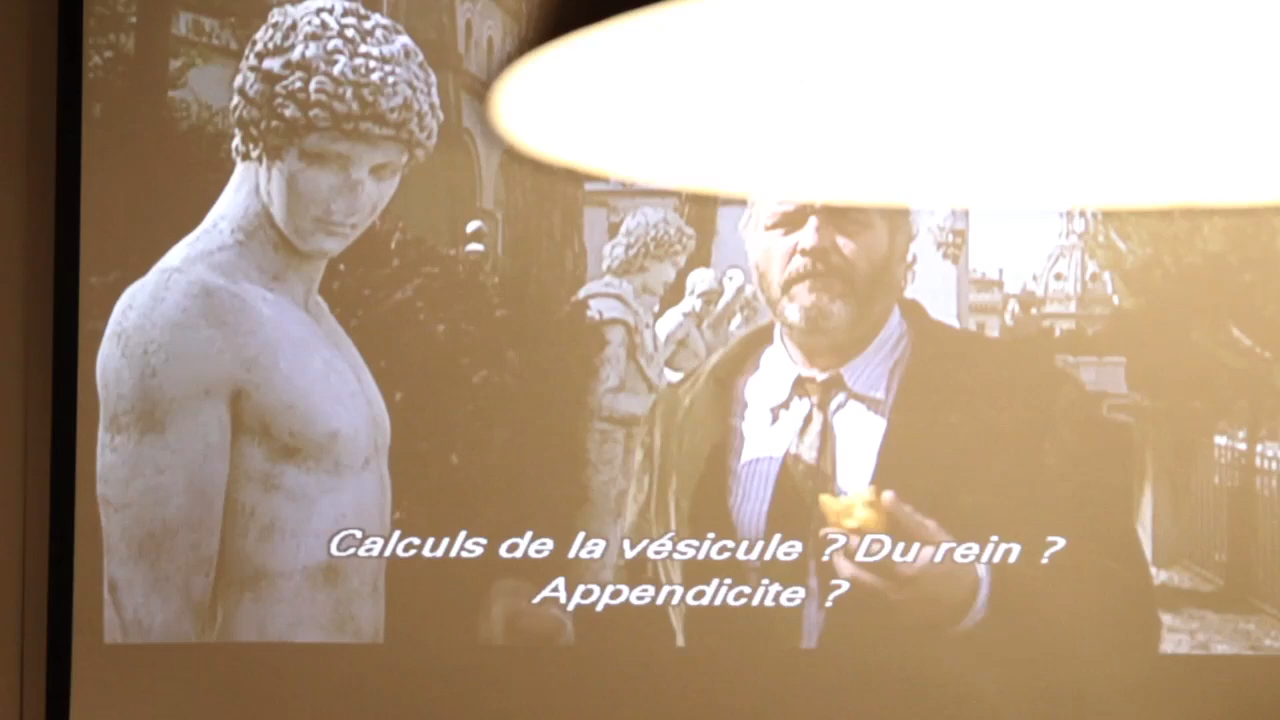 Calculs de la vésicule ? Du rein ?
Appendicite ?